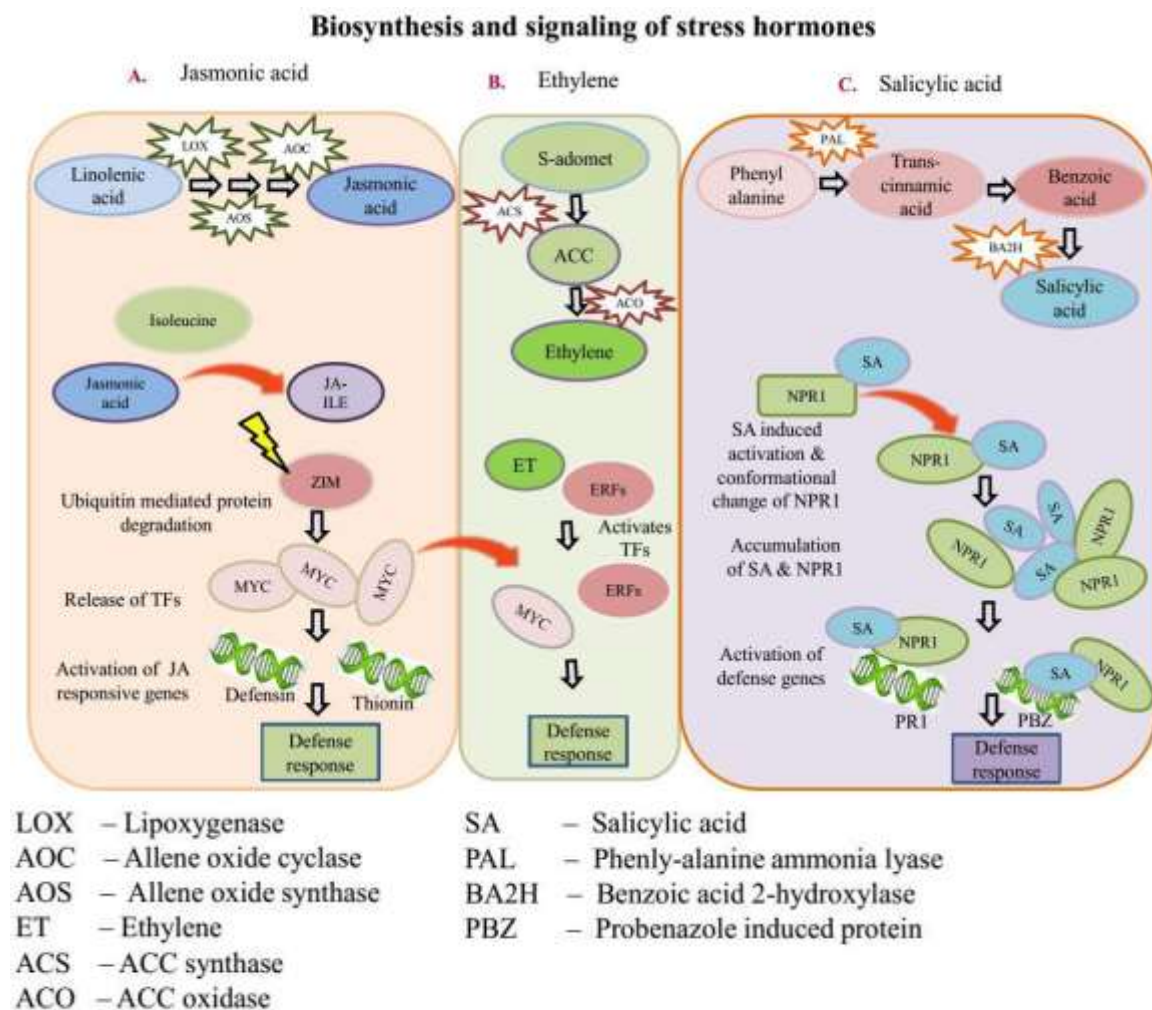 Biosynthesis and signaling of stress hormones
A. Jasmonic acid
LOX
AOC
Linolenic
acid
AOS
Jasmonic
acid
Isoleucine
Jasmonic
acid
JA-
ILE
ZIM
Ubiquitin mediated protein
degradation
MYC
MYC
MYC
Release of TFs
Activation of JA
responsive genes
Defensin
Thionin
Defense
response
B. Ethylene
S-adomet
ACS
ACC
ACO
Ethylene
ET
ERFs
Activates
TFs
ERFs
MYC
Defense
response
C. Salicylic acid
PAL
Phenyl
alanine
Trans-
cinnamic
acid
Benzoic
acid
BA2H
Salicylic
acid
SA
NPR1
SA induced
activation &
conformational
change of NPR1
NPR1
SA
Accumulation
of SA & NPR1
NPR1
SA
SA
NPR1
SA
NPR1
SA
NPR1
Activation of
defense genes
PR1
SA
NPR1
PBZ
Defense
response
LOX – Lipoxygenase
AOC – Allene oxide cyclase
AOS – Allene oxide synthase
ET – Ethylene
ACS – ACC synthase
ACO – ACC oxidase
SA – Salicylic acid
PAL – Phenly-alanine ammonia lyase
BA2H – Benzoic acid 2-hydroxylase
PBZ – Probenazole induced protein